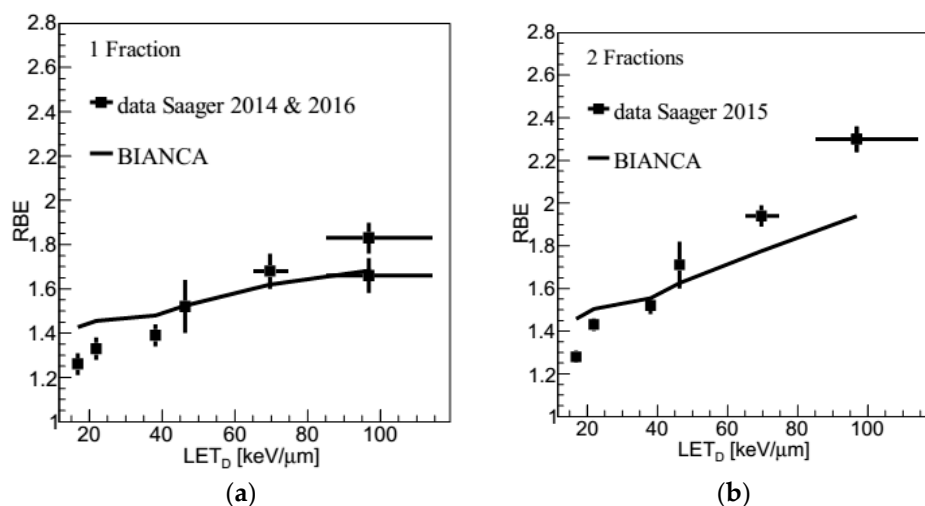 2.8
2.6
2.4
2.2
2
1.8
1.6
1.4
1.2
1
RBE
1 Fraction
data Saager 2014 & 2016
BIANCA
20 40 60 80 100
LET_D [keV/μm]
(a)
2.8
2.6
2.4
2.2
2
1.8
1.6
1.4
1.2
1
RBE
2 Fractions
data Saager 2015
BIANCA
20 40 60 80 100
LET_D [keV/μm]
(b)